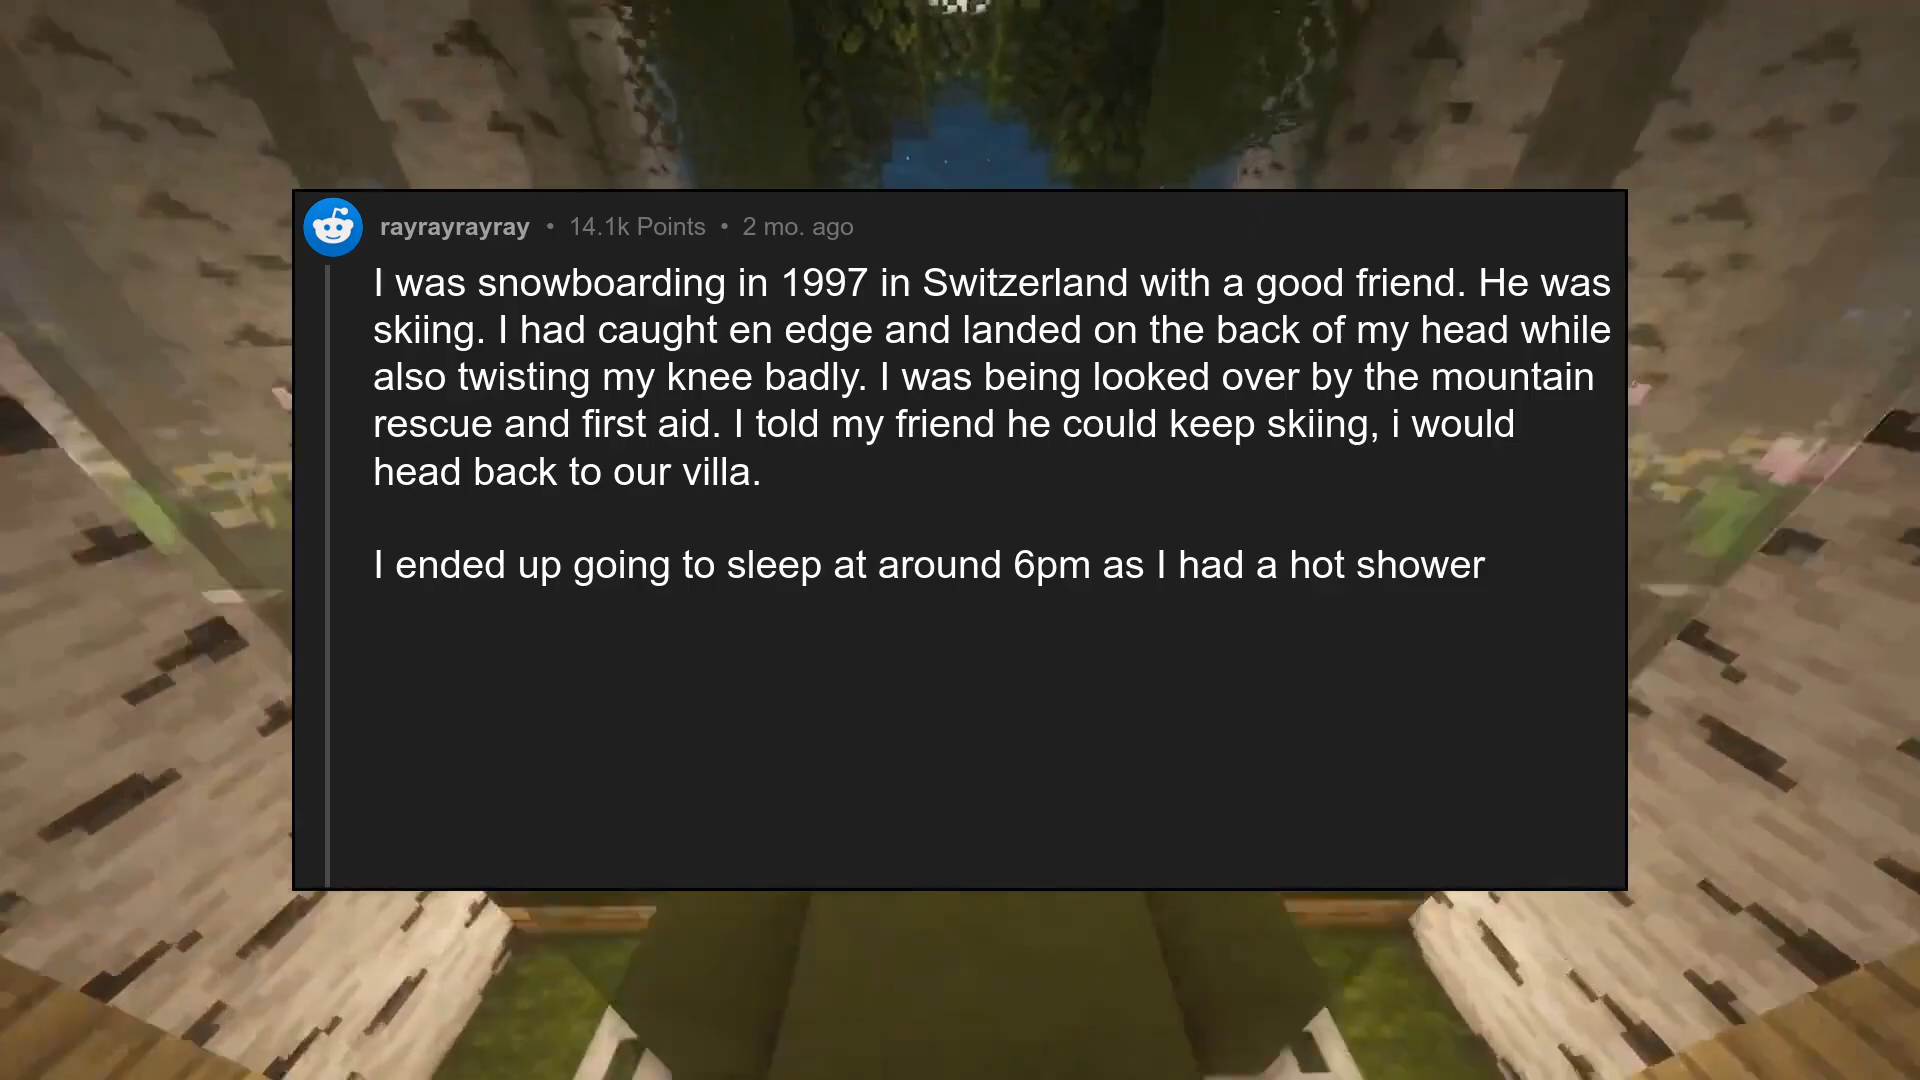 rayrayrayray • 14.1k Points • 2 mo. ago
I was snowboarding in 1997 in Switzerland with a good friend. He was
skiing. I had caught en edge and landed on the back of my head while
also twisting my knee badly. I was being looked over by the mountain
rescue and first aid. I told my friend he could keep skiing, i would
head back to our villa.
I ended up going to sleep at around 6pm as I had a hot shower